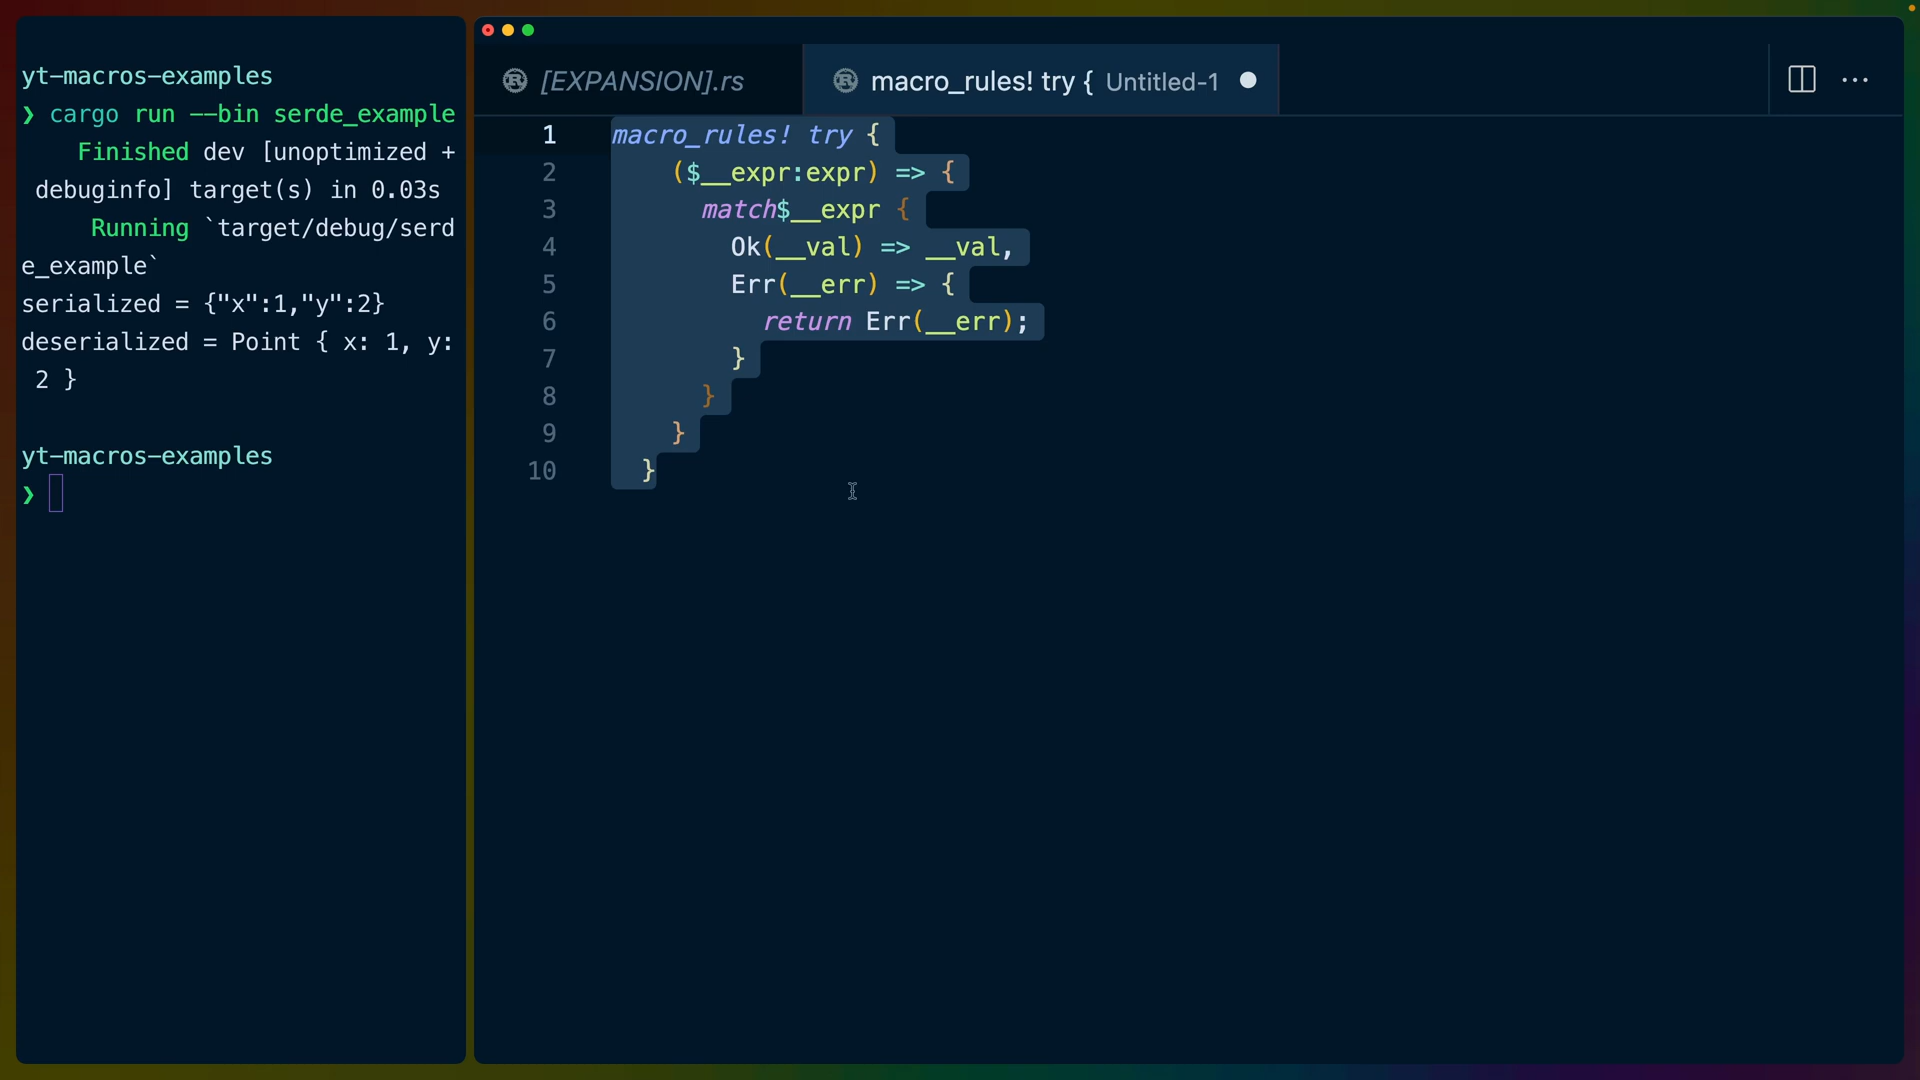 yt-macros-examples
❯ cargo run --bin serde_example
Finished dev [unoptimized +
debuginfo] target(s) in 0.03s
Running `target/debug/serd
e_example`
serialized = {"x":1,"y":2}
deserialized = Point { x: 1, y:
2 }
yt-macros-examples
❯
[EXPANSION].rs
macro_rules! try { Untitled-1
1 macro_rules! try {
2 ($__expr:expr) => {
3 match$__expr {
4 Ok(__val) => __val,
5 Err(__err) => {
6 return Err(__err);
7 }
8 }
9 }
10 }